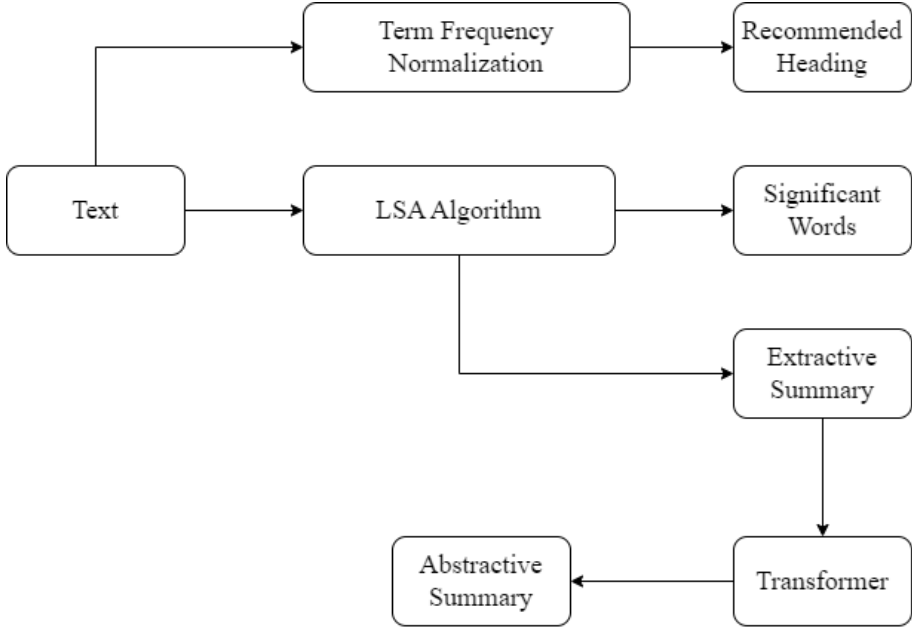 Term Frequency
Normalization
Recommended
Heading
Text
LSA Algorithm
Significant
Words
Extractive
Summary
Abstractive
Summary
Transformer